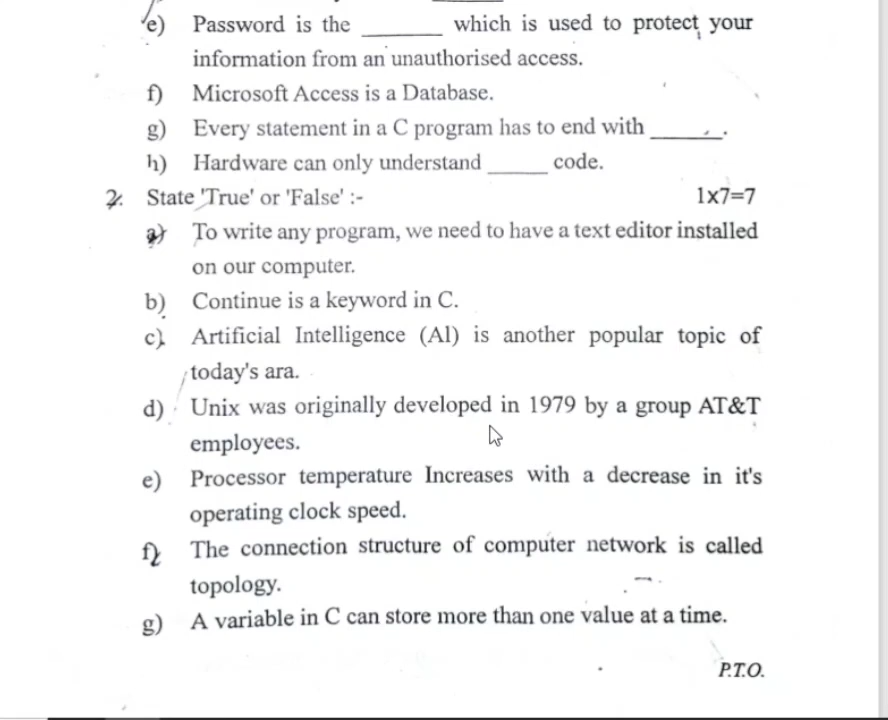 e) Password is the ________ which is used to protect your
information from an unauthorised access.
f) Microsoft Access is a Database.
g) Every statement in a C program has to end with ______.
h) Hardware can only understand _____ code.
2. State 'True' or 'False' :- 1x7=7
a) To write any program, we need to have a text editor installed
on our computer.
b) Continue is a keyword in C.
c) Artificial Intelligence (Al) is another popular topic of
today's ara.
d) Unix was originally developed in 1979 by a group AT&T
employees.
e) Processor temperature Increases with a decrease in it's
operating clock speed.
f) The connection structure of computer network is called
topology.
g) A variable in C can store more than one value at a time.
P.T.O.